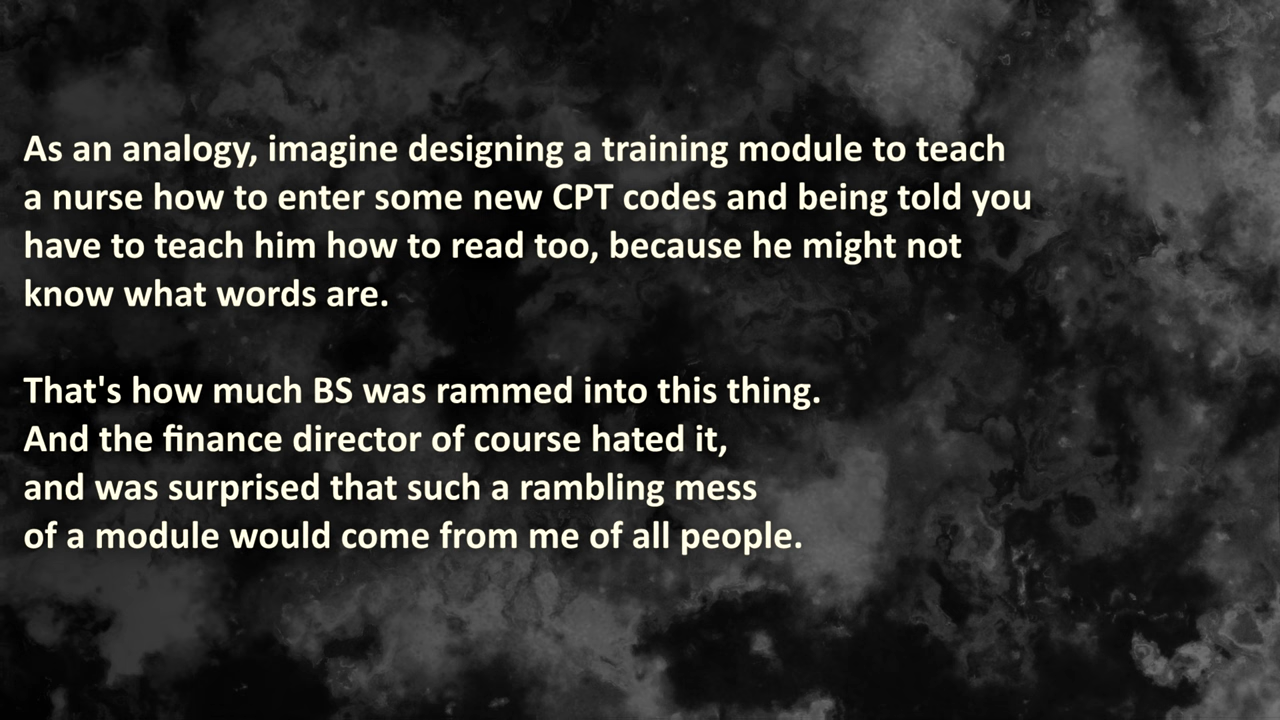 As an analogy, imagine designing a training module to teach
a nurse how to enter some new CPT codes and being told you
have to teach him how to read too, because he might not
know what words are.
That's how much BS was rammed into this thing.
And the finance director of course hated it,
and was surprised that such a rambling mess
of a module would come from me of all people.